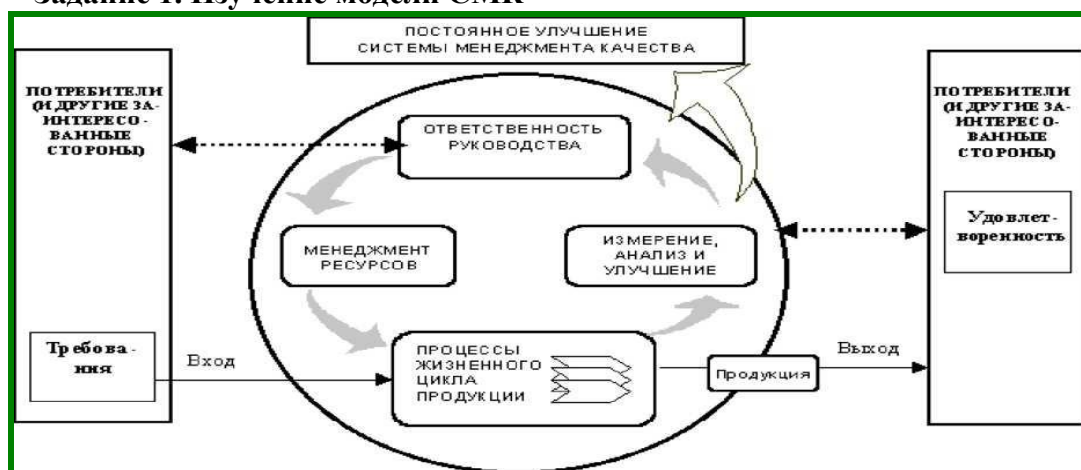 Задание 1. Изучение модели СМК
ПОСТОЯННОЕ УЛУЧШЕНИЕ
СИСТЕМЫ МЕНЕДЖМЕНТА КАЧЕСТВА
ПОТРЕБИТЕЛИ
(И ДРУГИЕ ЗА-
ИНТЕРЕСО-
ВАННЫЕ
СТОРОНЫ)
ОТВЕТСТВЕННОСТЬ
РУКОВОДСТВА
ПОТРЕБИТЕЛИ
(И ДРУГИЕ ЗА-
ИНТЕРЕСО-
ВАННЫЕ
СТОРОНЫ)
МЕНЕДЖМЕНТ
РЕСУРСОВ
ИЗМЕРЕНИЕ,
АНАЛИЗ И
УЛУЧШЕНИЕ
Удовлет-
воренность
Требова-
ния
Вход
ПРОЦЕССЫ
ЖИЗНЕННОГО
ЦИКЛА
ПРОДУКЦИИ
Продукция
Выход